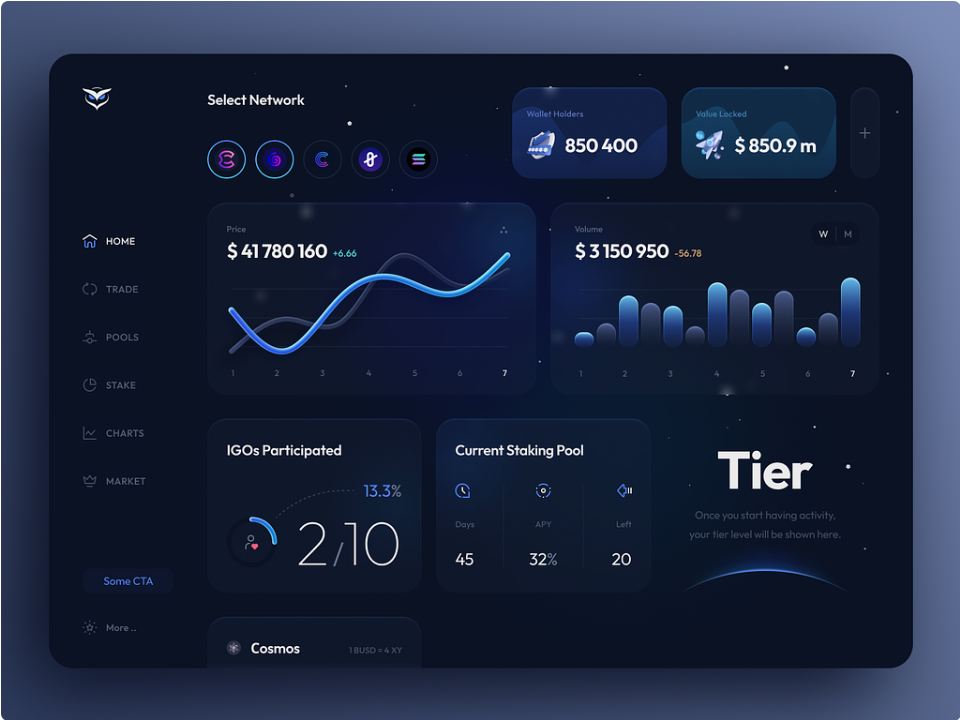 Select Network
Wallet Holders
850 400
Value Locked
$ 850.9 m
+
HOME
TRADE
POOLS
STAKE
CHARTS
MARKET
Some CTA
More ..
Price
$ 41 780 160 +6.66
1 2 3 4 5 6 7
Volume
$ 3 150 950 -56.78
W M
1 2 3 4 5 6 7
IGOs Participated
13.3%
2/10
Current Staking Pool
Days APY Left
45 32% 20
Tier
Once you start having activity,
your tier level will be shown here.
Cosmos 1 BUSD = 4 XY